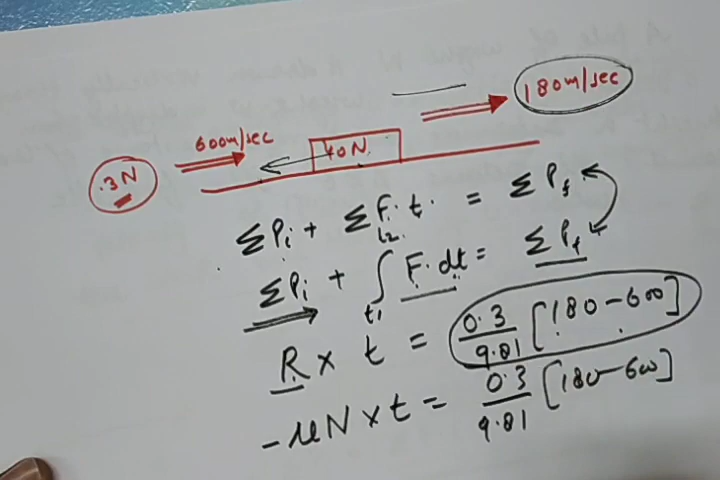 180m/sec
600m/sec
40N
.3N
ΣPi + ΣF.t. = ΣPf
ΣPi + ∫t1 t2. F.dt = ΣPf
R x t = 0.3/9.81 [180-600]
-μN x t = 0.3/9.81 [180-600]